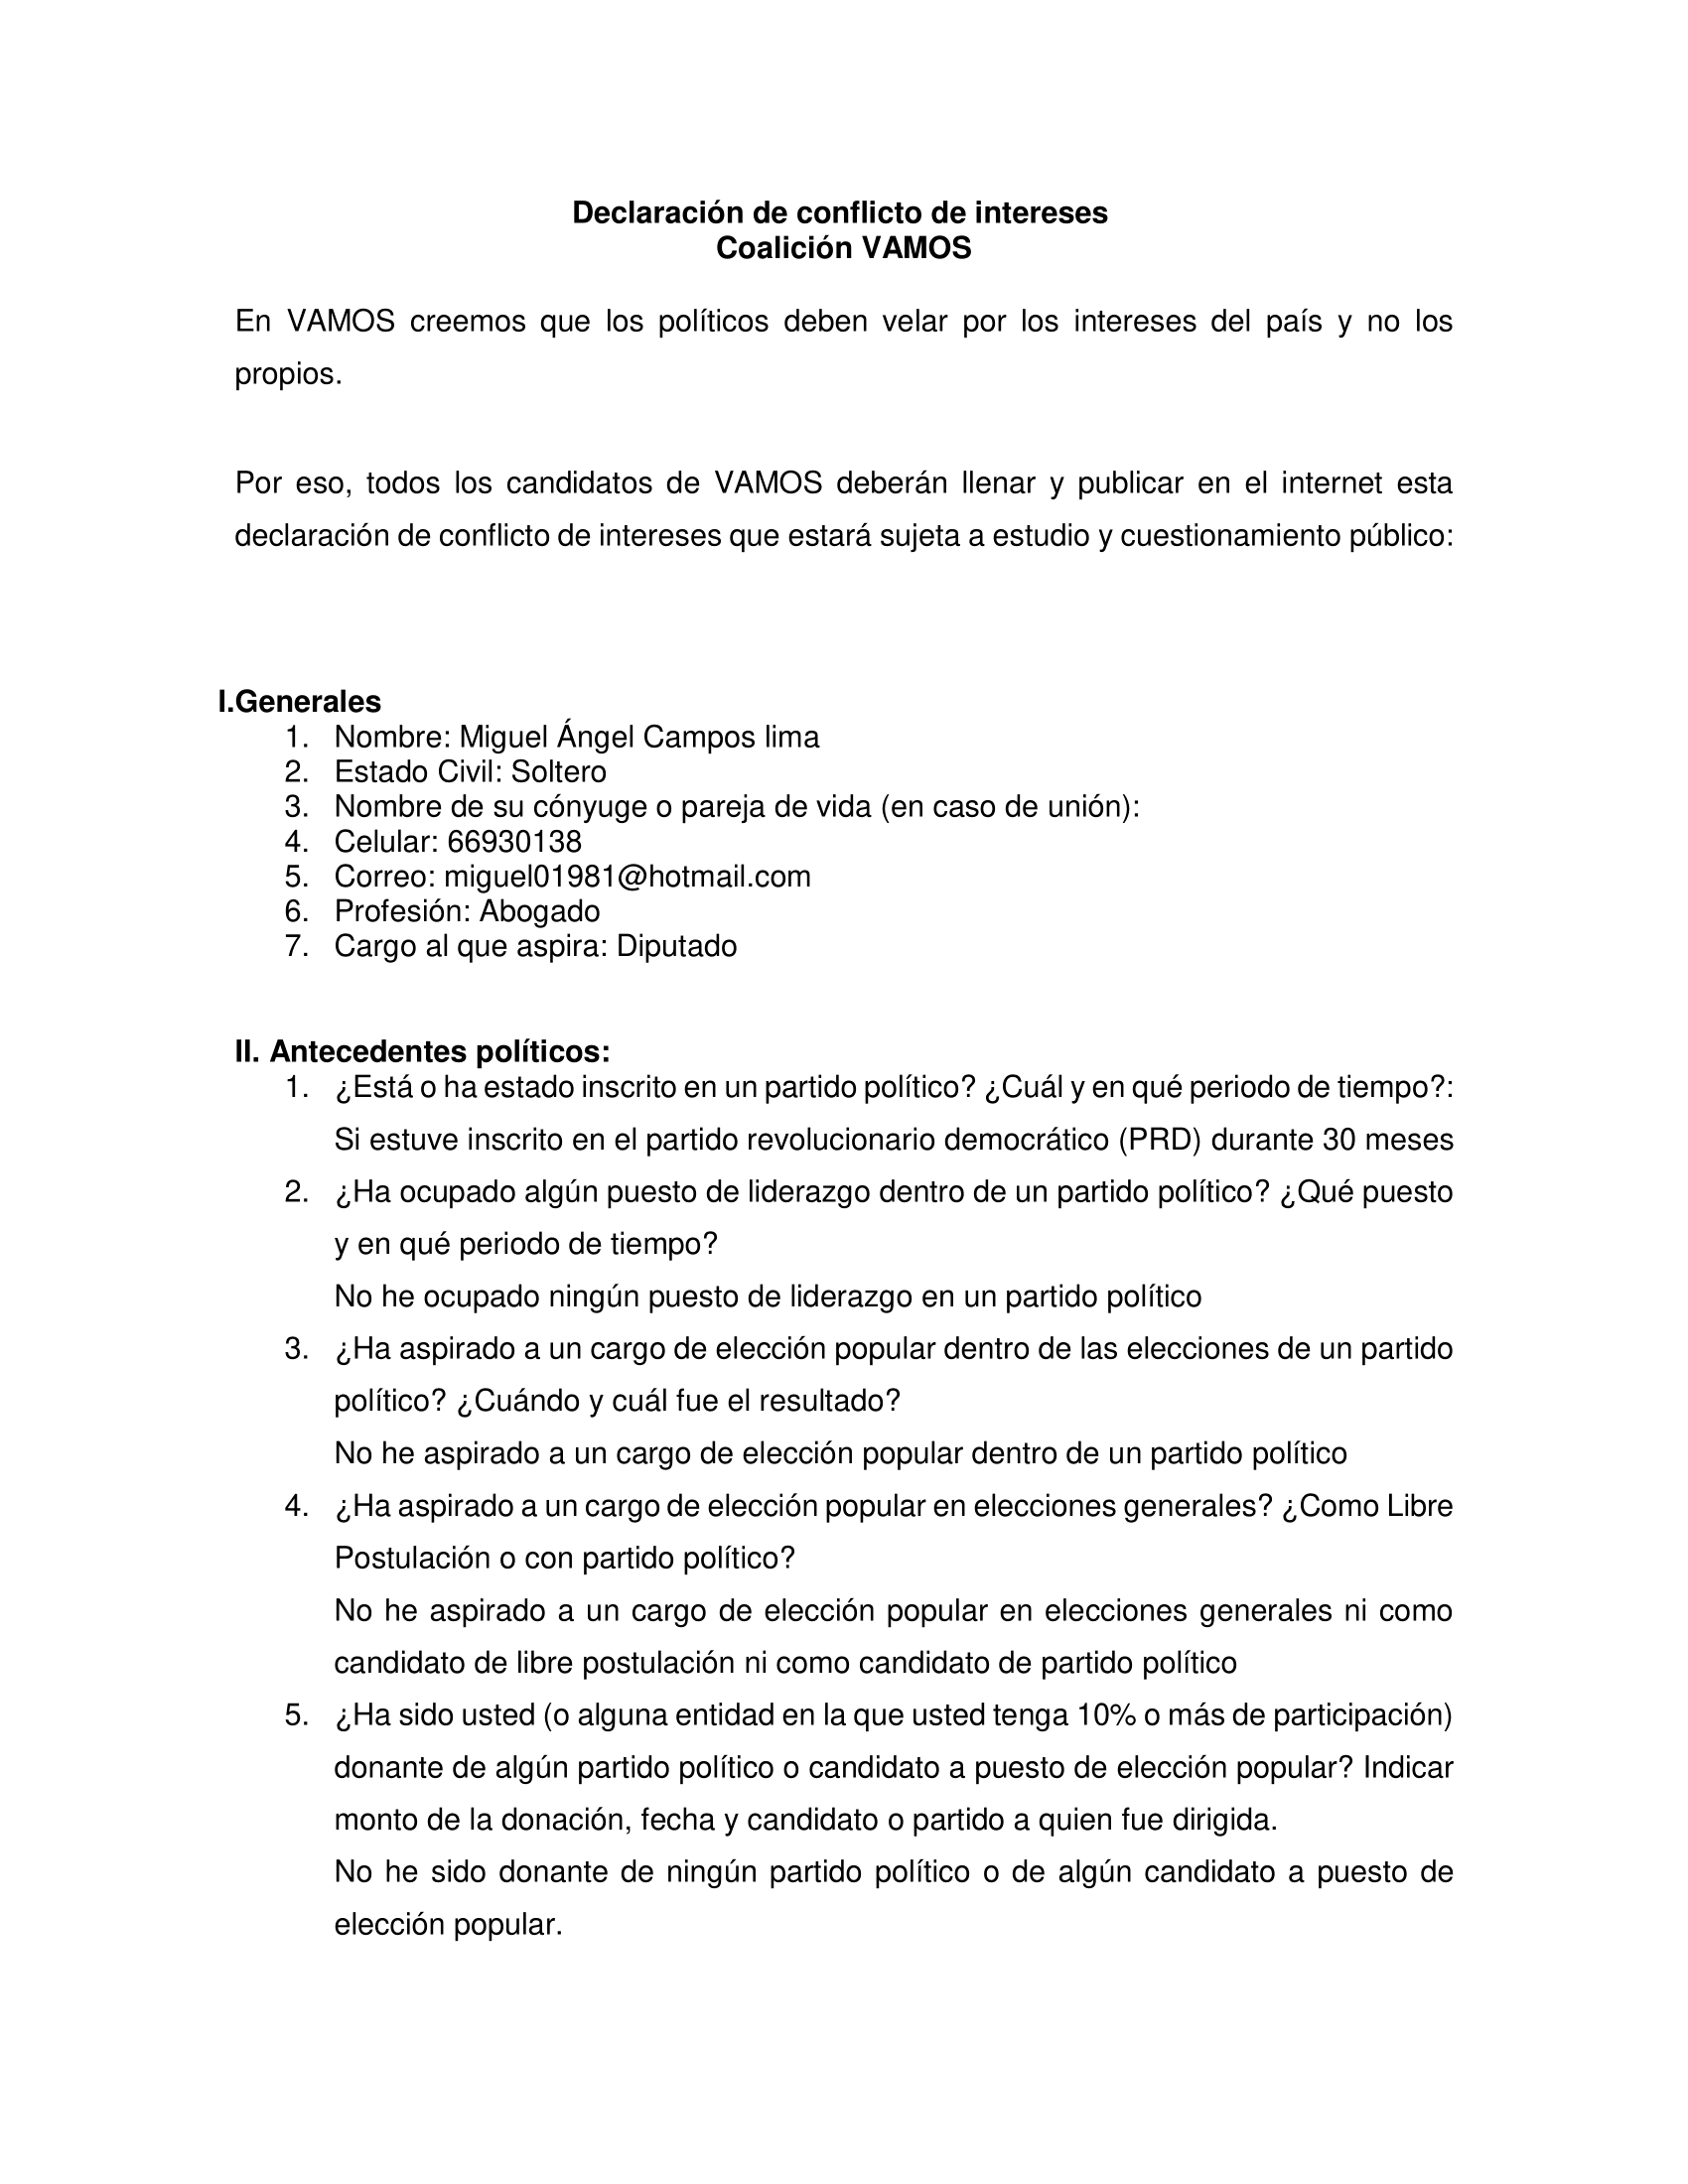 Declaración de conflicto de intereses
Coalición VAMOS
En VAMOS creemos que los políticos deben velar por los intereses del país y no los
propios.
Por eso, todos los candidatos de VAMOS deberán llenar y publicar en el internet esta
declaración de conflicto de intereses que estará sujeta a estudio y cuestionamiento público:
I.Generales
1. Nombre: Miguel Ángel Campos lima
2. Estado Civil: Soltero
3. Nombre de su cónyuge o pareja de vida (en caso de unión):
4. Celular: 66930138
5. Correo: miguel01981@hotmail.com
6. Profesión: Abogado
7. Cargo al que aspira: Diputado
II. Antecedentes políticos:
1. ¿Está o ha estado inscrito en un partido político? ¿Cuál y en qué periodo de tiempo?:
Si estuve inscrito en el partido revolucionario democrático (PRD) durante 30 meses
2. ¿Ha ocupado algún puesto de liderazgo dentro de un partido político? ¿Qué puesto
y en qué periodo de tiempo?
No he ocupado ningún puesto de liderazgo en un partido político
3. ¿Ha aspirado a un cargo de elección popular dentro de las elecciones de un partido
político? ¿Cuándo y cuál fue el resultado?
No he aspirado a un cargo de elección popular dentro de un partido político
4. ¿Ha aspirado a un cargo de elección popular en elecciones generales? ¿Como Libre
Postulación o con partido político?
No he aspirado a un cargo de elección popular en elecciones generales ni como
candidato de libre postulación ni como candidato de partido político
5. ¿Ha sido usted (o alguna entidad en la que usted tenga 10% o más de participación)
donante de algún partido político o candidato a puesto de elección popular? Indicar
monto de la donación, fecha y candidato o partido a quien fue dirigida.
No he sido donante de ningún partido político o de algún candidato a puesto de
elección popular.